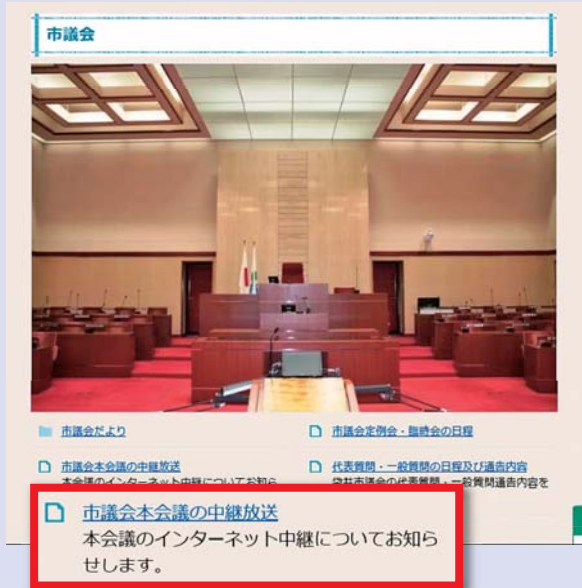 市議会
市議会だより
市議会定例会・臨時会の日程
市議会本会議の中継放送
本会議のインターネット中継についてお知ら
代表質問・一般質問の日程及び通告内容
袋井市議会の代表質問・一般質問通告内容を
市議会本会議の中継放送
本会議のインターネット中継についてお知ら
せします。